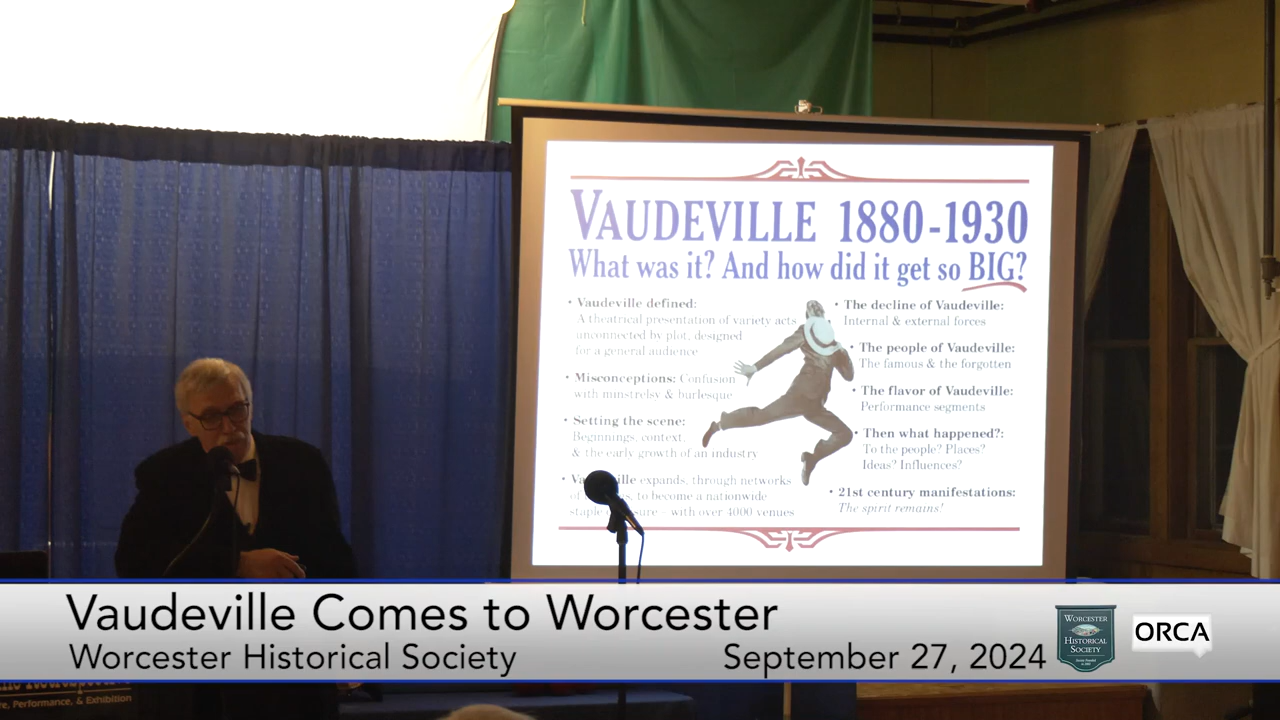 VAUDEVILLE 1880-1930
What was it? And how did it get so BIG?
• Vaudeville defined:
A theatrical presentation of variety acts
unconnected by plot, designed
for a general audience
• Misconceptions: Confusion
with minstrelsy & burlesque
• Setting the scene:
Beginnings, context,
& the early growth of an industry
• Vaudeville expands, through networks
of to become a nationwide
staple – with over 4000 venues
• The decline of Vaudeville:
Internal & external forces
• The people of Vaudeville:
The famous & the forgotten
• The flavor of Vaudeville:
Performance segments
• Then what happened?:
To the people? Places?
Ideas? Influences?
• 21st century manifestations:
The spirit remains!
Vaudeville Comes to Worcester
Worcester Historical Society
September 27, 2024
WORCESTER
HISTORICAL
SOCIETY
ORCA
Performance, & Exhibition